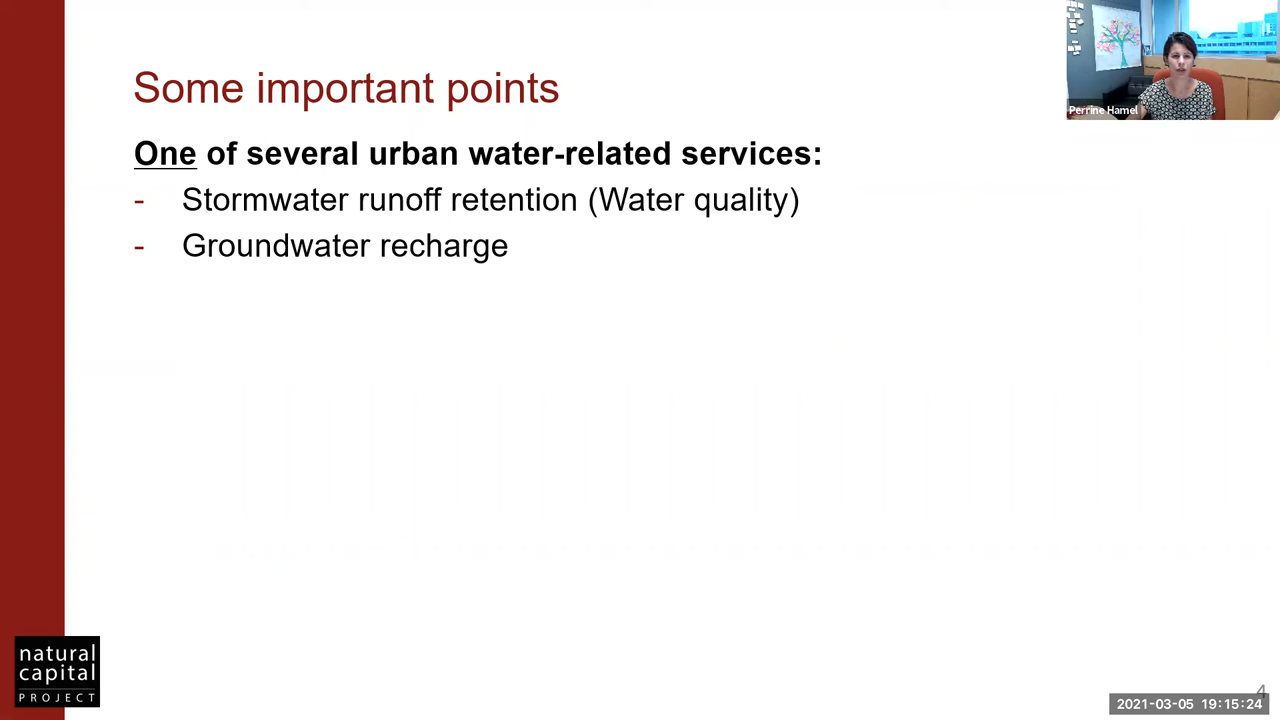 Some important points
One of several urban water-related services:
- Stormwater runoff retention (Water quality)
- Groundwater recharge
Perrine Hamel
natural
capital
PROJECT
4
2021-03-05 19:15:24